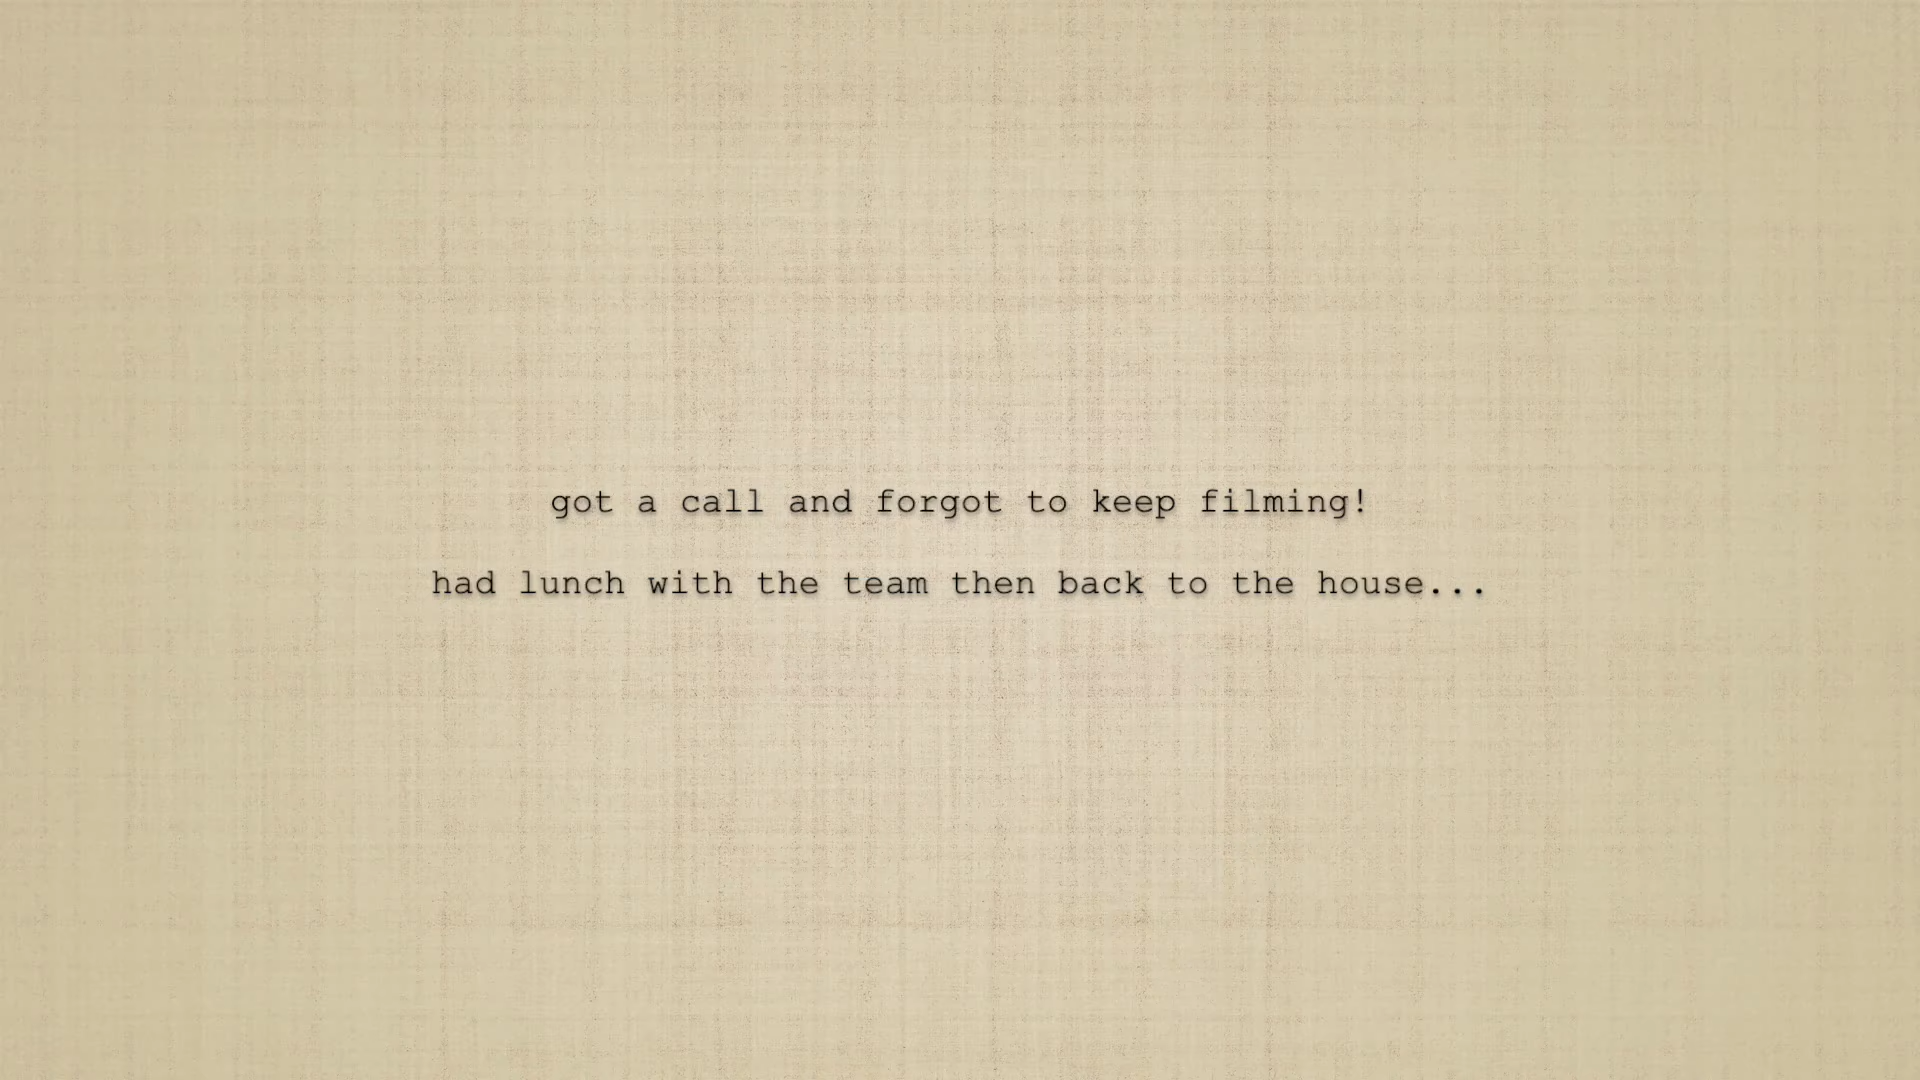 got a call and forgot to keep filming!
had lunch with the team then back to the house...